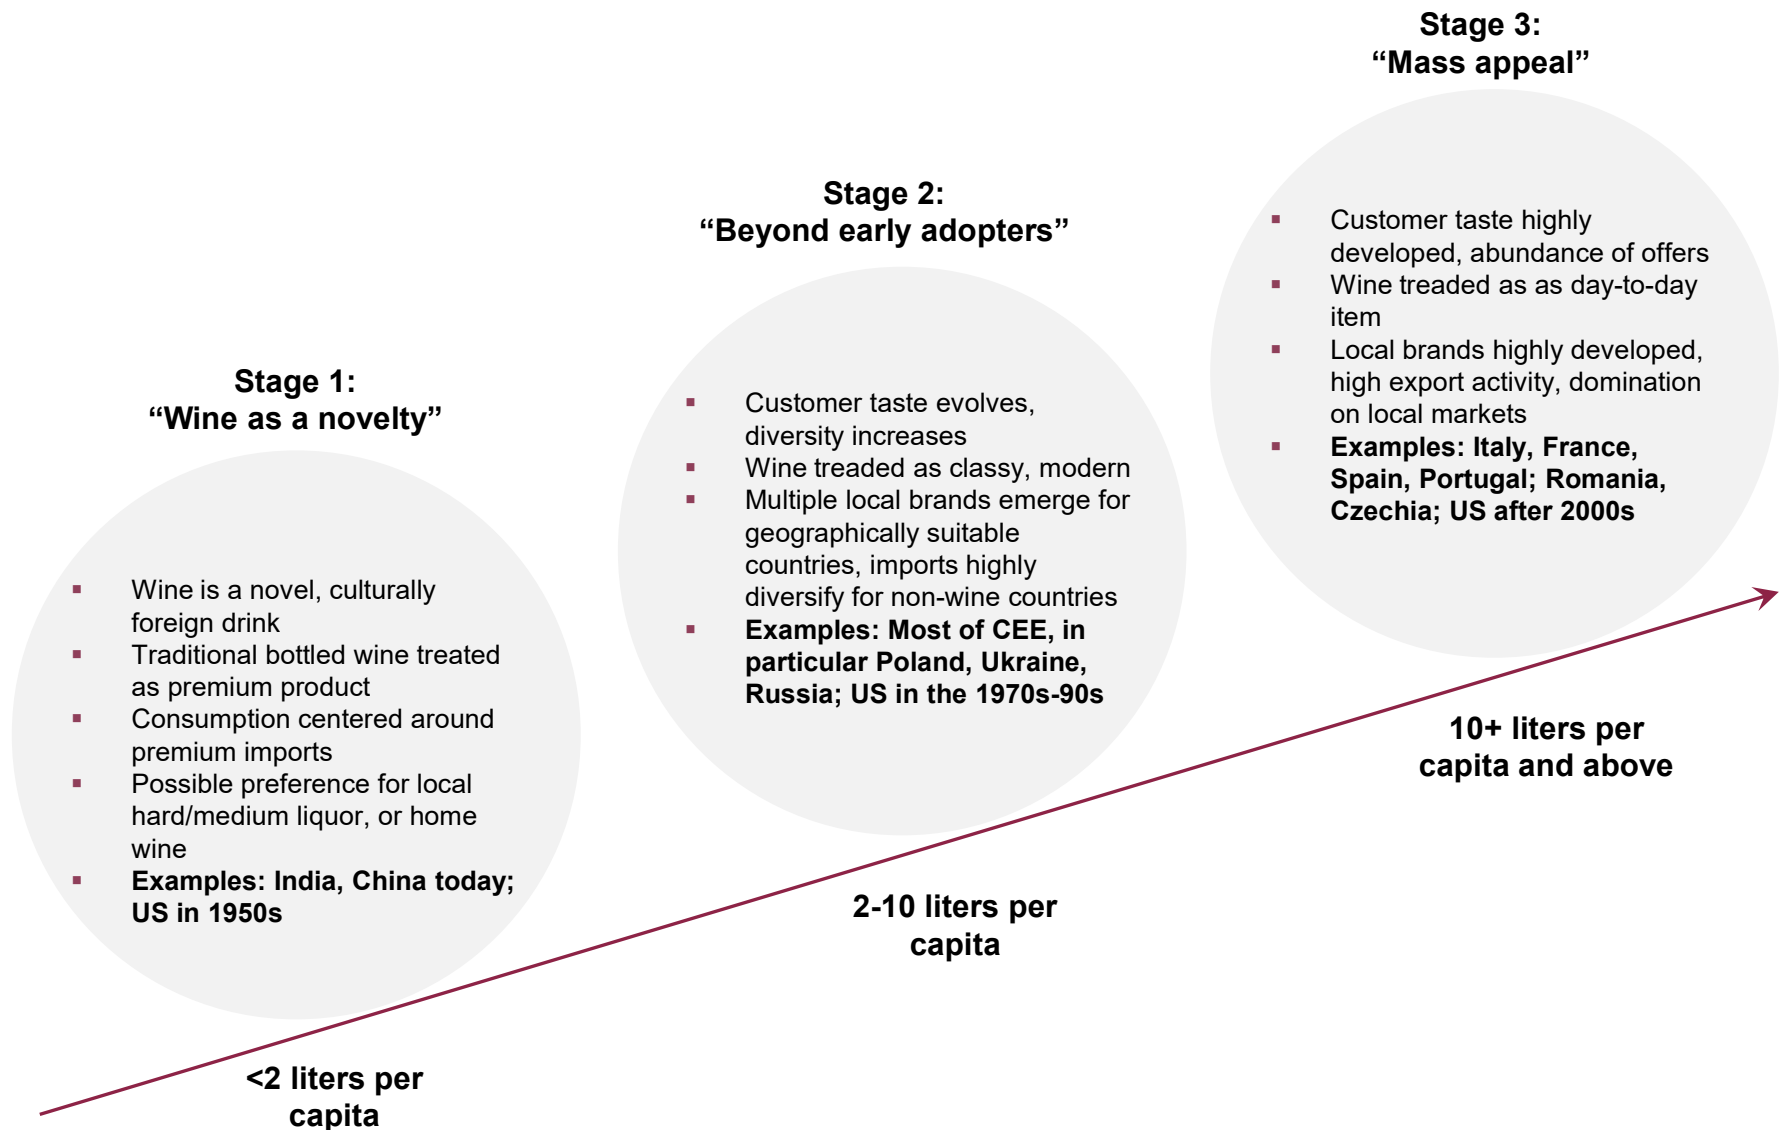 Stage 1:
“Wine as a novelty”
▪ Wine is a novel, culturally
foreign drink
▪ Traditional bottled wine treated
as premium product
▪ Consumption centered around
premium imports
▪ Possible preference for local
hard/medium liquor, or home
wine
▪ Examples: India, China today;
US in 1950s
<2 liters per
capita
Stage 2:
“Beyond early adopters”
▪ Customer taste evolves,
diversity increases
▪ Wine treaded as classy, modern
▪ Multiple local brands emerge for
geographically suitable
countries, imports highly
diversify for non-wine countries
▪ Examples: Most of CEE, in
particular Poland, Ukraine,
Russia; US in the 1970s-90s
2-10 liters per
capita
Stage 3:
“Mass appeal”
▪ Customer taste highly
developed, abundance of offers
▪ Wine treaded as as day-to-day
item
▪ Local brands highly developed,
high export activity, domination
on local markets
▪ Examples: Italy, France,
Spain, Portugal; Romania,
Czechia; US after 2000s
10+ liters per
capita and above